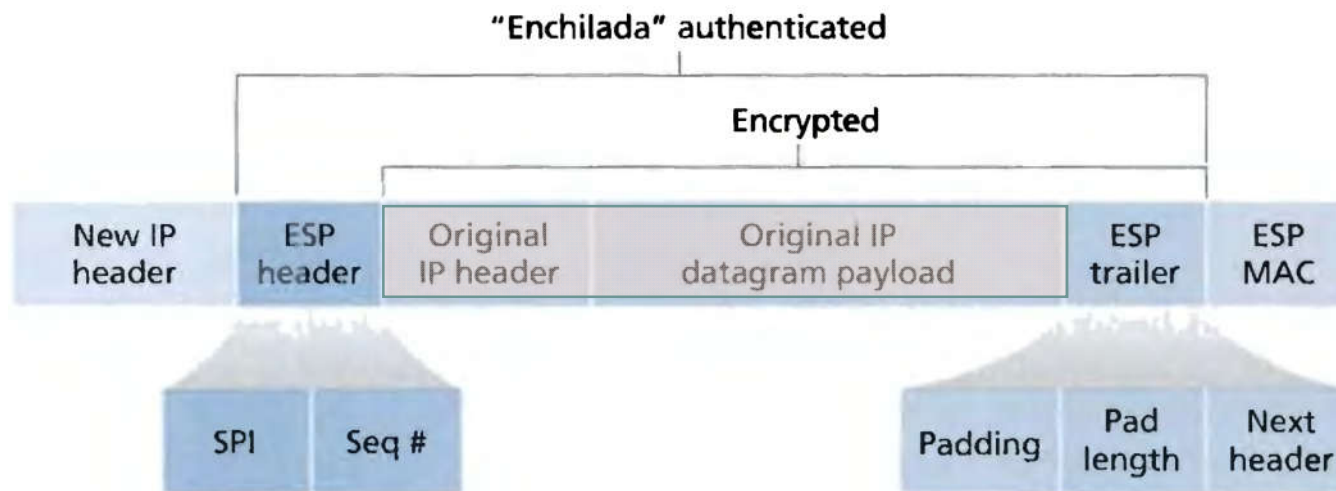 “Enchilada” authenticated
Encrypted
New IP
header
ESP
header
Original
IP header
Original IP
datagram payload
ESP
trailer
ESP
MAC
SPI
Seq #
Padding
Pad
length
Next
header